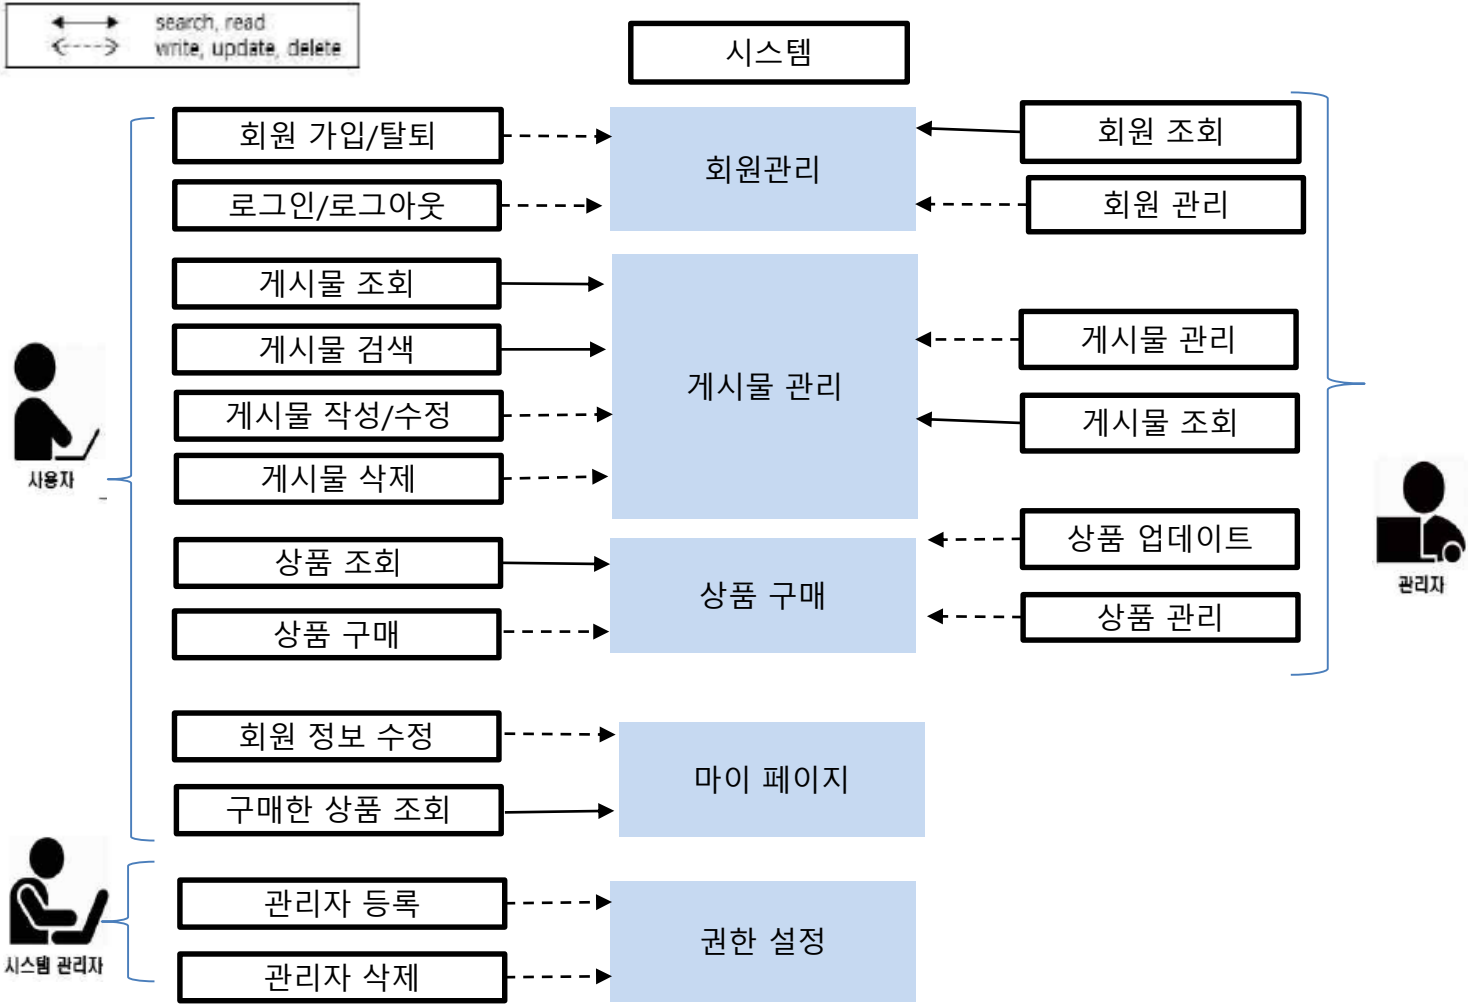 search, read
write, update, delete
시스템
회원 가입/탈퇴
로그인/로그아웃
회원관리
회원 조회
회원 관리
게시물 조회
게시물 검색
게시물 작성/수정
게시물 삭제
게시물 관리
게시물 관리
게시물 조회
사용자
상품 조회
상품 구매
상품 구매
상품 업데이트
상품 관리
관리자
회원 정보 수정
구매한 상품 조회
마이 페이지
시스템 관리자
관리자 등록
관리자 삭제
권한 설정